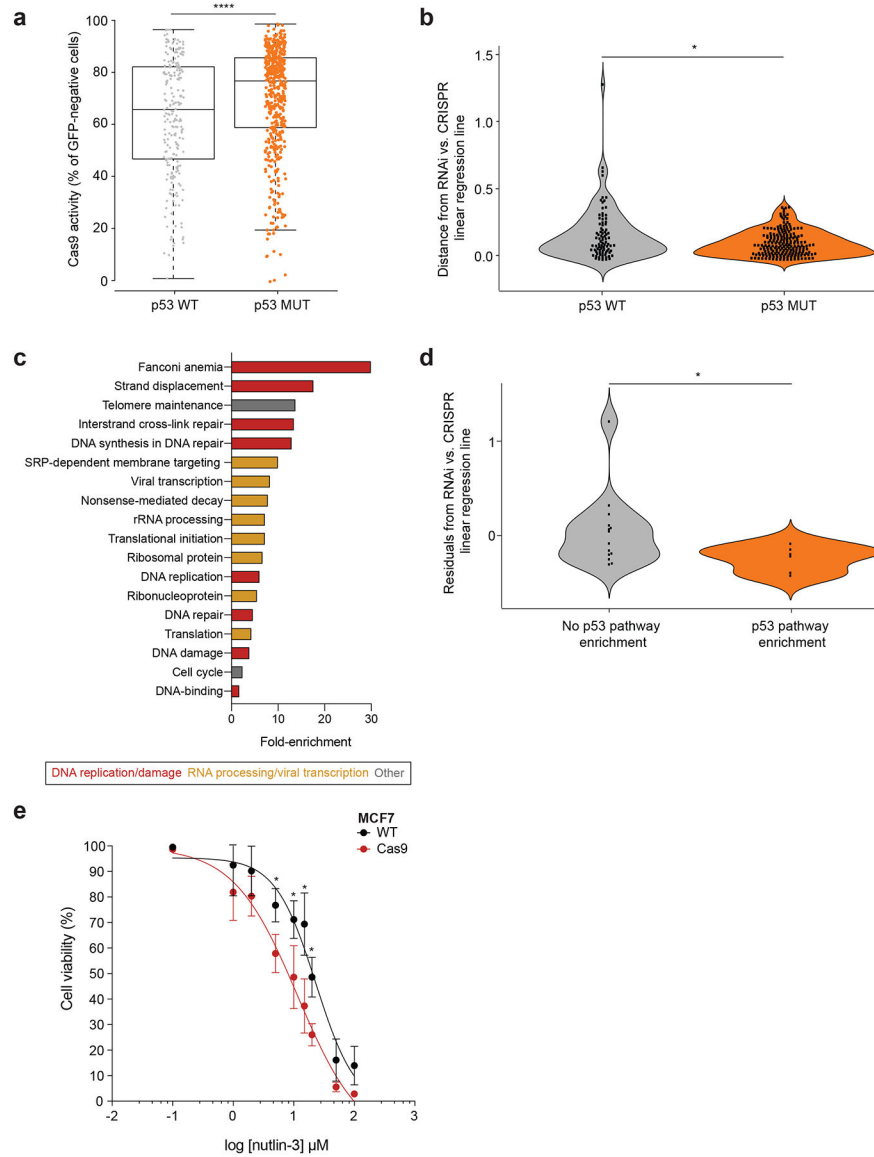 a
****
Cas9 activity (% of GFP-negative cells)
100
80
60
40
20
0
p53 WT
p53 MUT
b
*
Distance from RNAi vs. CRISPR
linear regression line
1.5
1.0
0.5
0.0
p53 WT
p53 MUT
c
Fanconi anemia
Strand displacement
Telomere maintenance
Interstrand cross-link repair
DNA synthesis in DNA repair
SRP-dependent membrane targeting
Viral transcription
Nonsense-mediated decay
rRNA processing
Translational initiation
Ribosomal protein
DNA replication
Ribonucleoprotein
DNA repair
Translation
DNA damage
Cell cycle
DNA-binding
0 10 20 30
Fold-enrichment
DNA replication/damage RNA processing/viral transcription Other
d
*
Residuals from RNAi vs. CRISPR
linear regression line
1
0
No p53 pathway
enrichment
p53 pathway
enrichment
e
MCF7
WT
Cas9
Cell viability (%)
100
90
80
70
60
50
40
30
20
10
0
* * * *
-2 -1 0 1 2 3
log [nutlin-3] µM